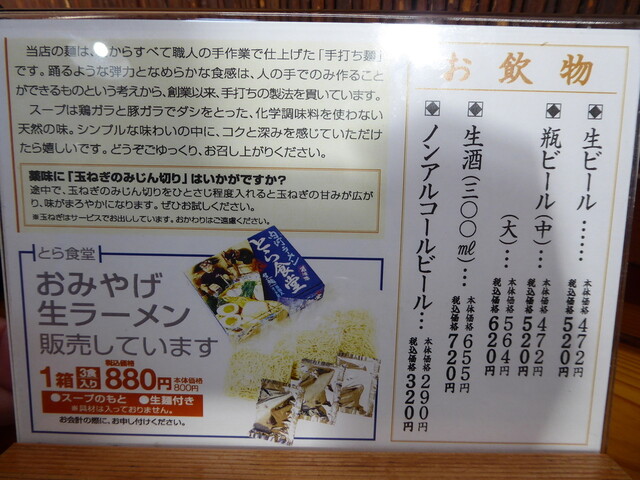 当店の麺は、粉からすべて職人の手作業で仕上げた「手打ち麺」
です。踊るような弾力となめらかな食感は、人の手でのみ作ること
ができるものという考えから、創業以来、手打ちの製法を貫いています。
スープは鶏ガラと豚ガラでダシをとった、化学調味料を使わない
天然の味。シンプルな味わいの中に、コクと深みを感じていただけ
たら嬉しいです。どうぞごゆっくり、お召し上がりください。
薬味に「玉ねぎのみじん切り」はいかがですか?
途中で、玉ねぎのみじん切りをひとさじ程度入れると玉ねぎの甘みが広が
り、味がまろやかになります。ぜひお試しください。
※玉ねぎはサービスでお出ししています。おかわりはご遠慮ください。
とら食堂
おみやげ
生ラーメン
販売しています
1箱 3食入り 税込価格 880円 本体価格 800円
●スープのもと ●生麺付き
※具材は入っておりません。
お会計の際に、お申し付けください。
白河ラーメン
とら食堂
お飲物
生ビール…… 本体価格 472円 税込価格 520円
瓶ビール(中)… 本体価格 472円 税込価格 520円
(大)… 本体価格 564円 税込価格 620円
生酒(三〇〇㎖)… 本体価格 655円 税込価格 720円
ノンアルコールビール… 本体価格 290円 税込価格 320円